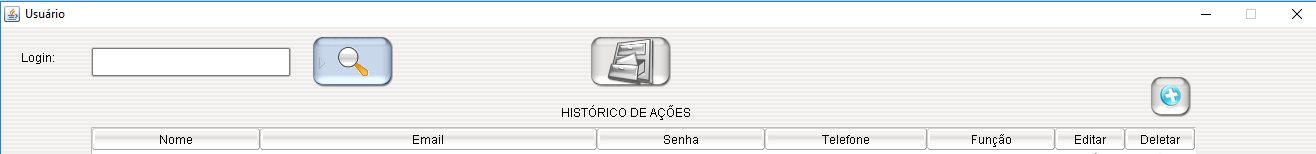 Usuário
Login:
HISTÓRICO DE AÇÕES
Nome Email Senha Telefone Função Editar Deletar